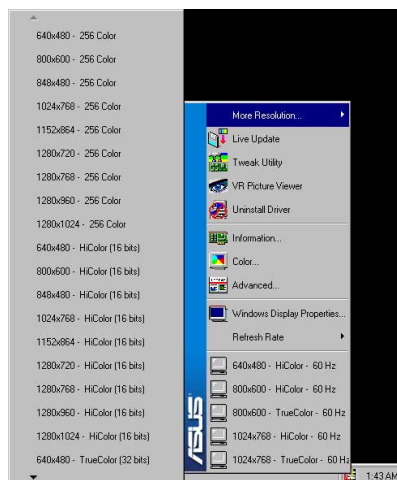 640x480 - 256 Color
800x600 - 256 Color
848x480 - 256 Color
1024x768 - 256 Color
1152x864 - 256 Color
1280x720 - 256 Color
1280x768 - 256 Color
1280x960 - 256 Color
1280x1024 - 256 Color
640x480 - HiColor (16 bits)
800x600 - HiColor (16 bits)
848x480 - HiColor (16 bits)
1024x768 - HiColor (16 bits)
1152x864 - HiColor (16 bits)
1280x720 - HiColor (16 bits)
1280x768 - HiColor (16 bits)
1280x960 - HiColor (16 bits)
1280x1024 - HiColor (16 bits)
640x480 - TrueColor (32 bits)
More Resolution...
Live Update
Tweak Utility
VR Picture Viewer
Uninstall Driver
Information...
Color...
Advanced...
Windows Display Properties...
Refresh Rate
640x480 - HiColor - 60 Hz
800x600 - HiColor - 60 Hz
800x600 - TrueColor - 60 Hz
1024x768 - HiColor - 60 Hz
1024x768 - TrueColor - 60 Hz
ASUS
1:43 AM